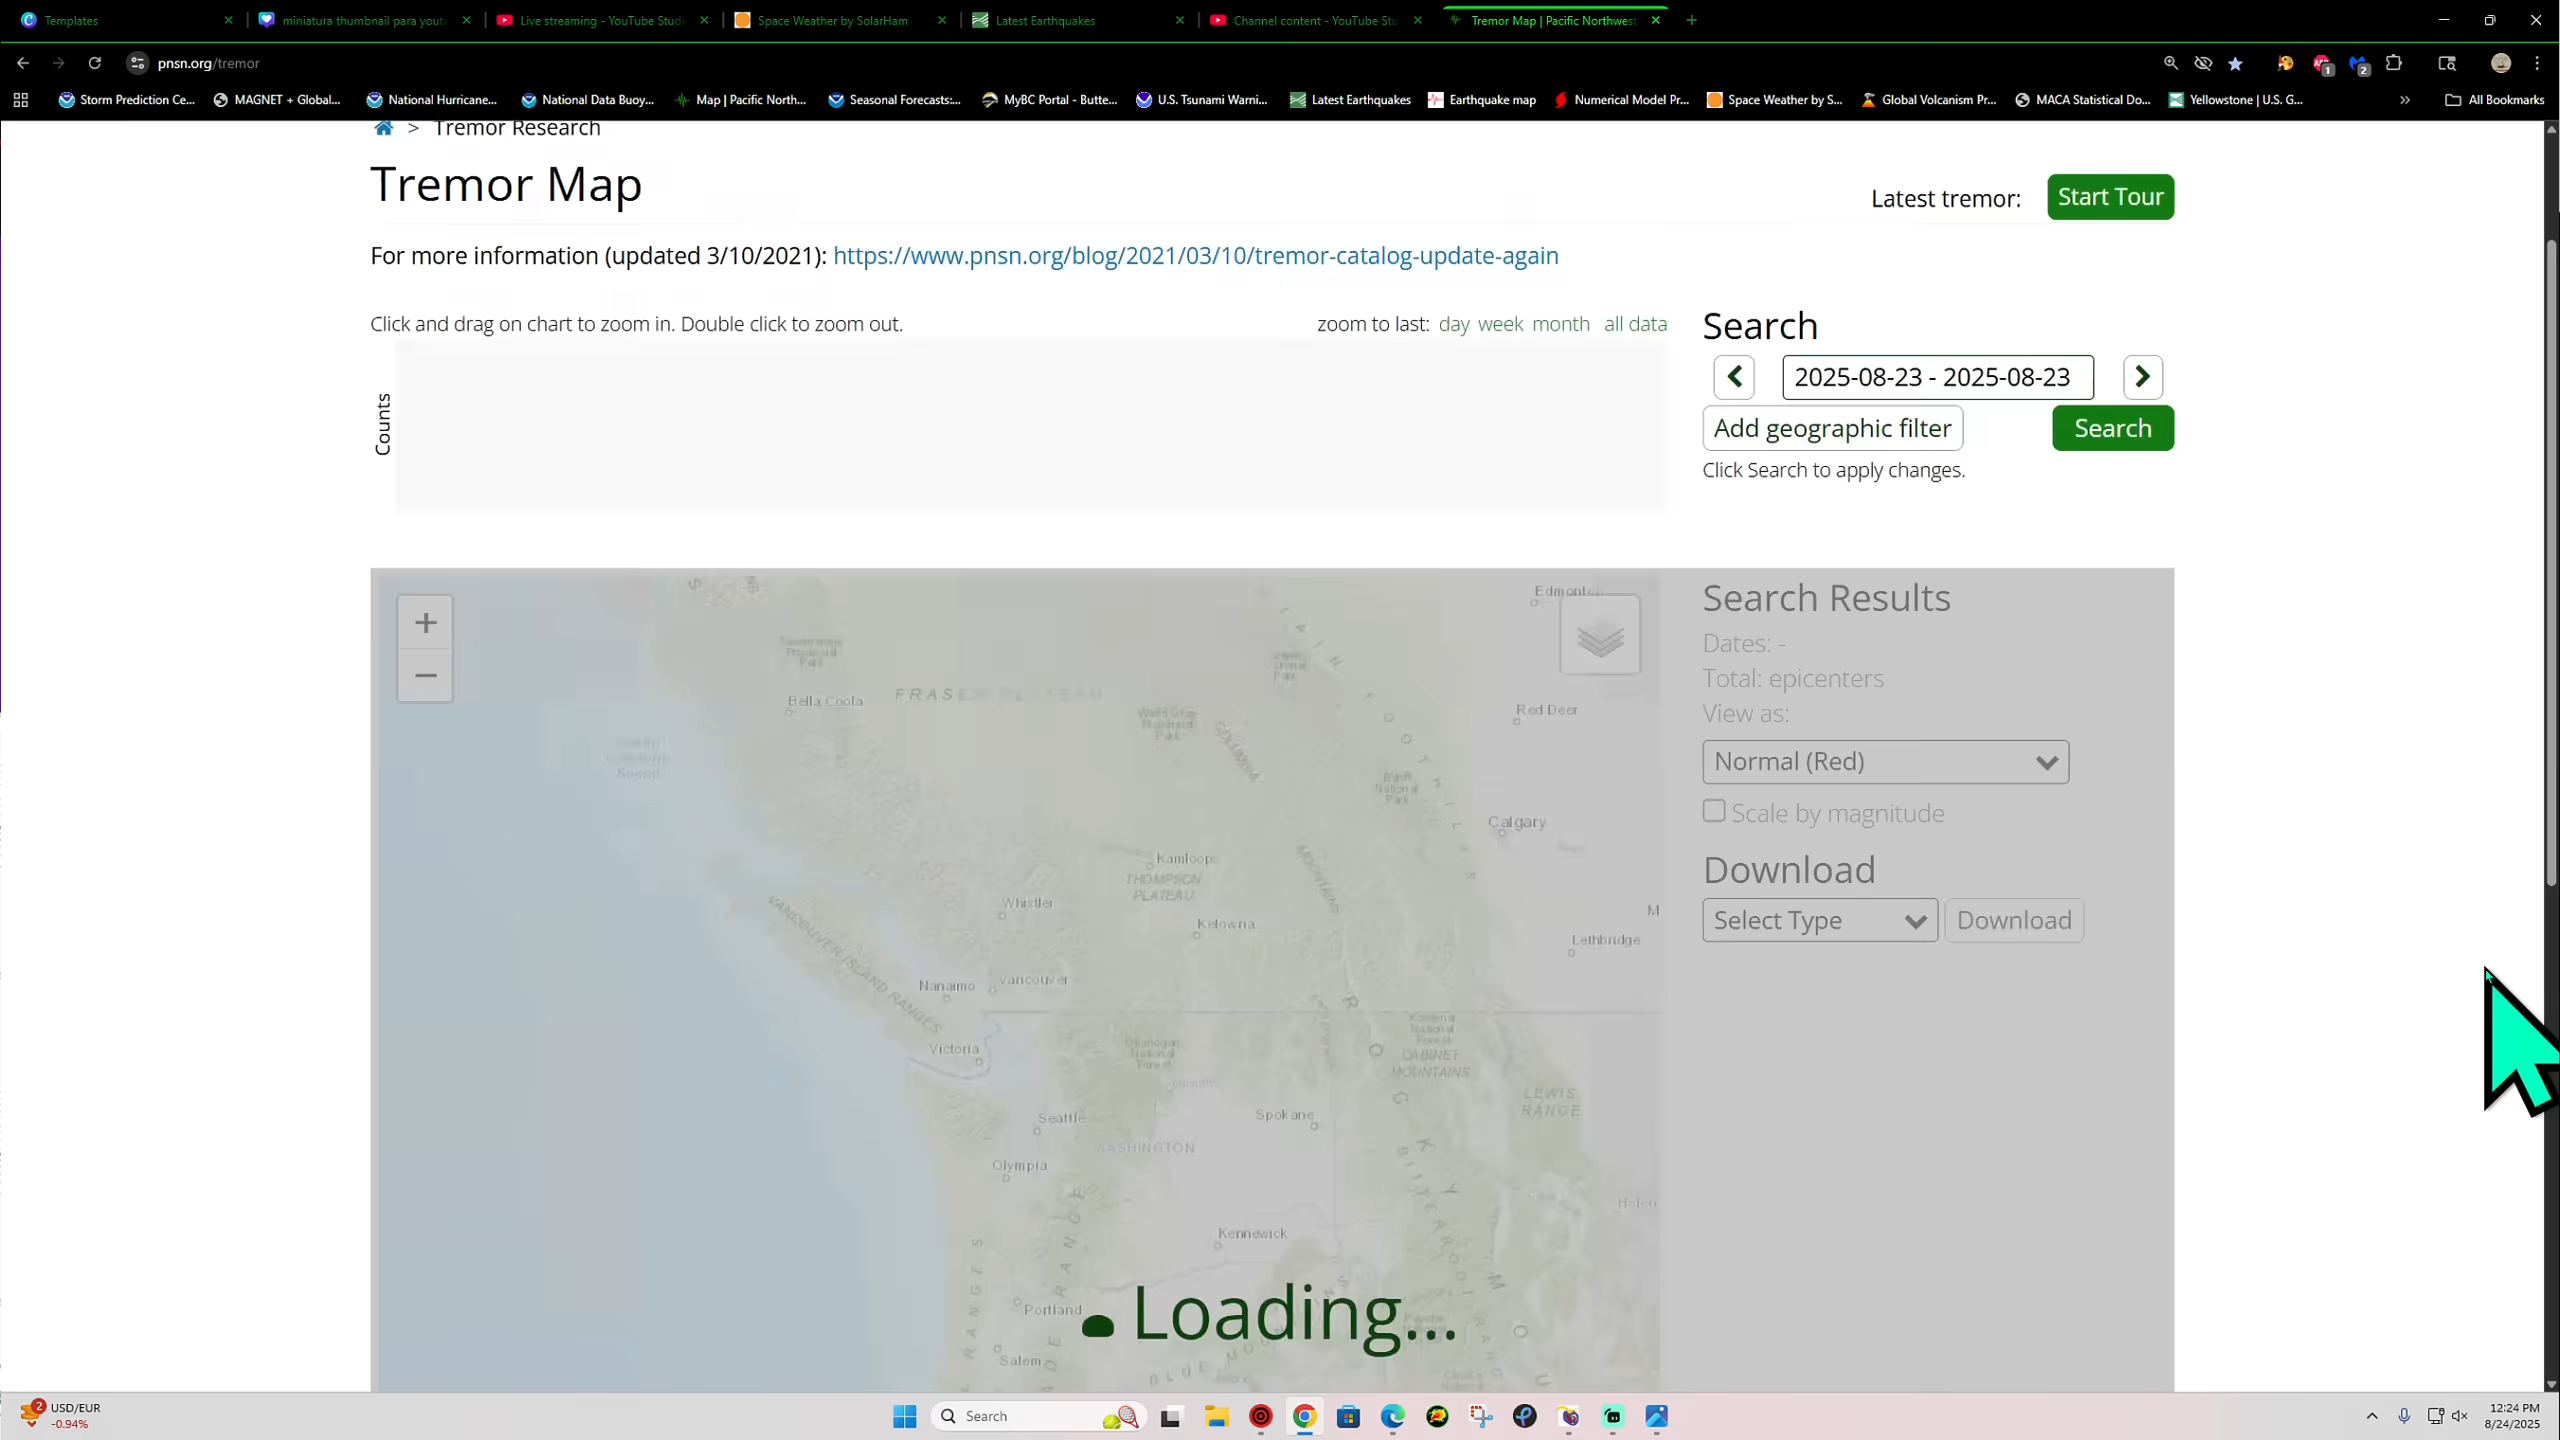 Templates
miniatura thumbnail para yout
Live streaming - YouTube Studi
Space Weather by SolarHam
Latest Earthquakes
Channel content - YouTube Stu
Tremor Map | Pacific Northwest
pnsn.org/tremor
Storm Prediction Ce...
MAGNET + Global...
National Hurricane...
National Data Buoy...
Map | Pacific North...
Seasonal Forecasts:...
MyBC Portal - Butte...
U.S. Tsunami Warni...
Latest Earthquakes
Earthquake map
Numerical Model Pr...
Space Weather by S...
Global Volcanism Pr...
MACA Statistical Do...
Yellowstone | U.S. G...
All Bookmarks
> Tremor Research
Tremor Map
Latest tremor:
Start Tour
For more information (updated 3/10/2021): https://www.pnsn.org/blog/2021/03/10/tremor-catalog-update-again
Click and drag on chart to zoom in. Double click to zoom out.
zoom to last: day week month all data
Counts
Search
2025-08-23 - 2025-08-23
Add geographic filter
Search
Click Search to apply changes.
Search Results
Dates: -
Total: epicenters
View as:
Normal (Red)
Scale by magnitude
Download
Select Type
Download
+
−
Bella Coola
FRASER PLATEAU
Red Deer
Calgary
Kamloops
THOMPSON
PLATEAU
Whistler
Kelowna
M
Lethbridge
VANCOUVER ISLAND RANGES
Nanaimo
Vancouver
Victoria
CABINET
MOUNTAINS
LEWIS
RANGE
Seattle
Spokane
WASHINGTON
Olympia
Helen
Kennewick
Portland
Loading...
Salem
USD/EUR
-0.94%
2
Search
12:24 PM
8/24/2025